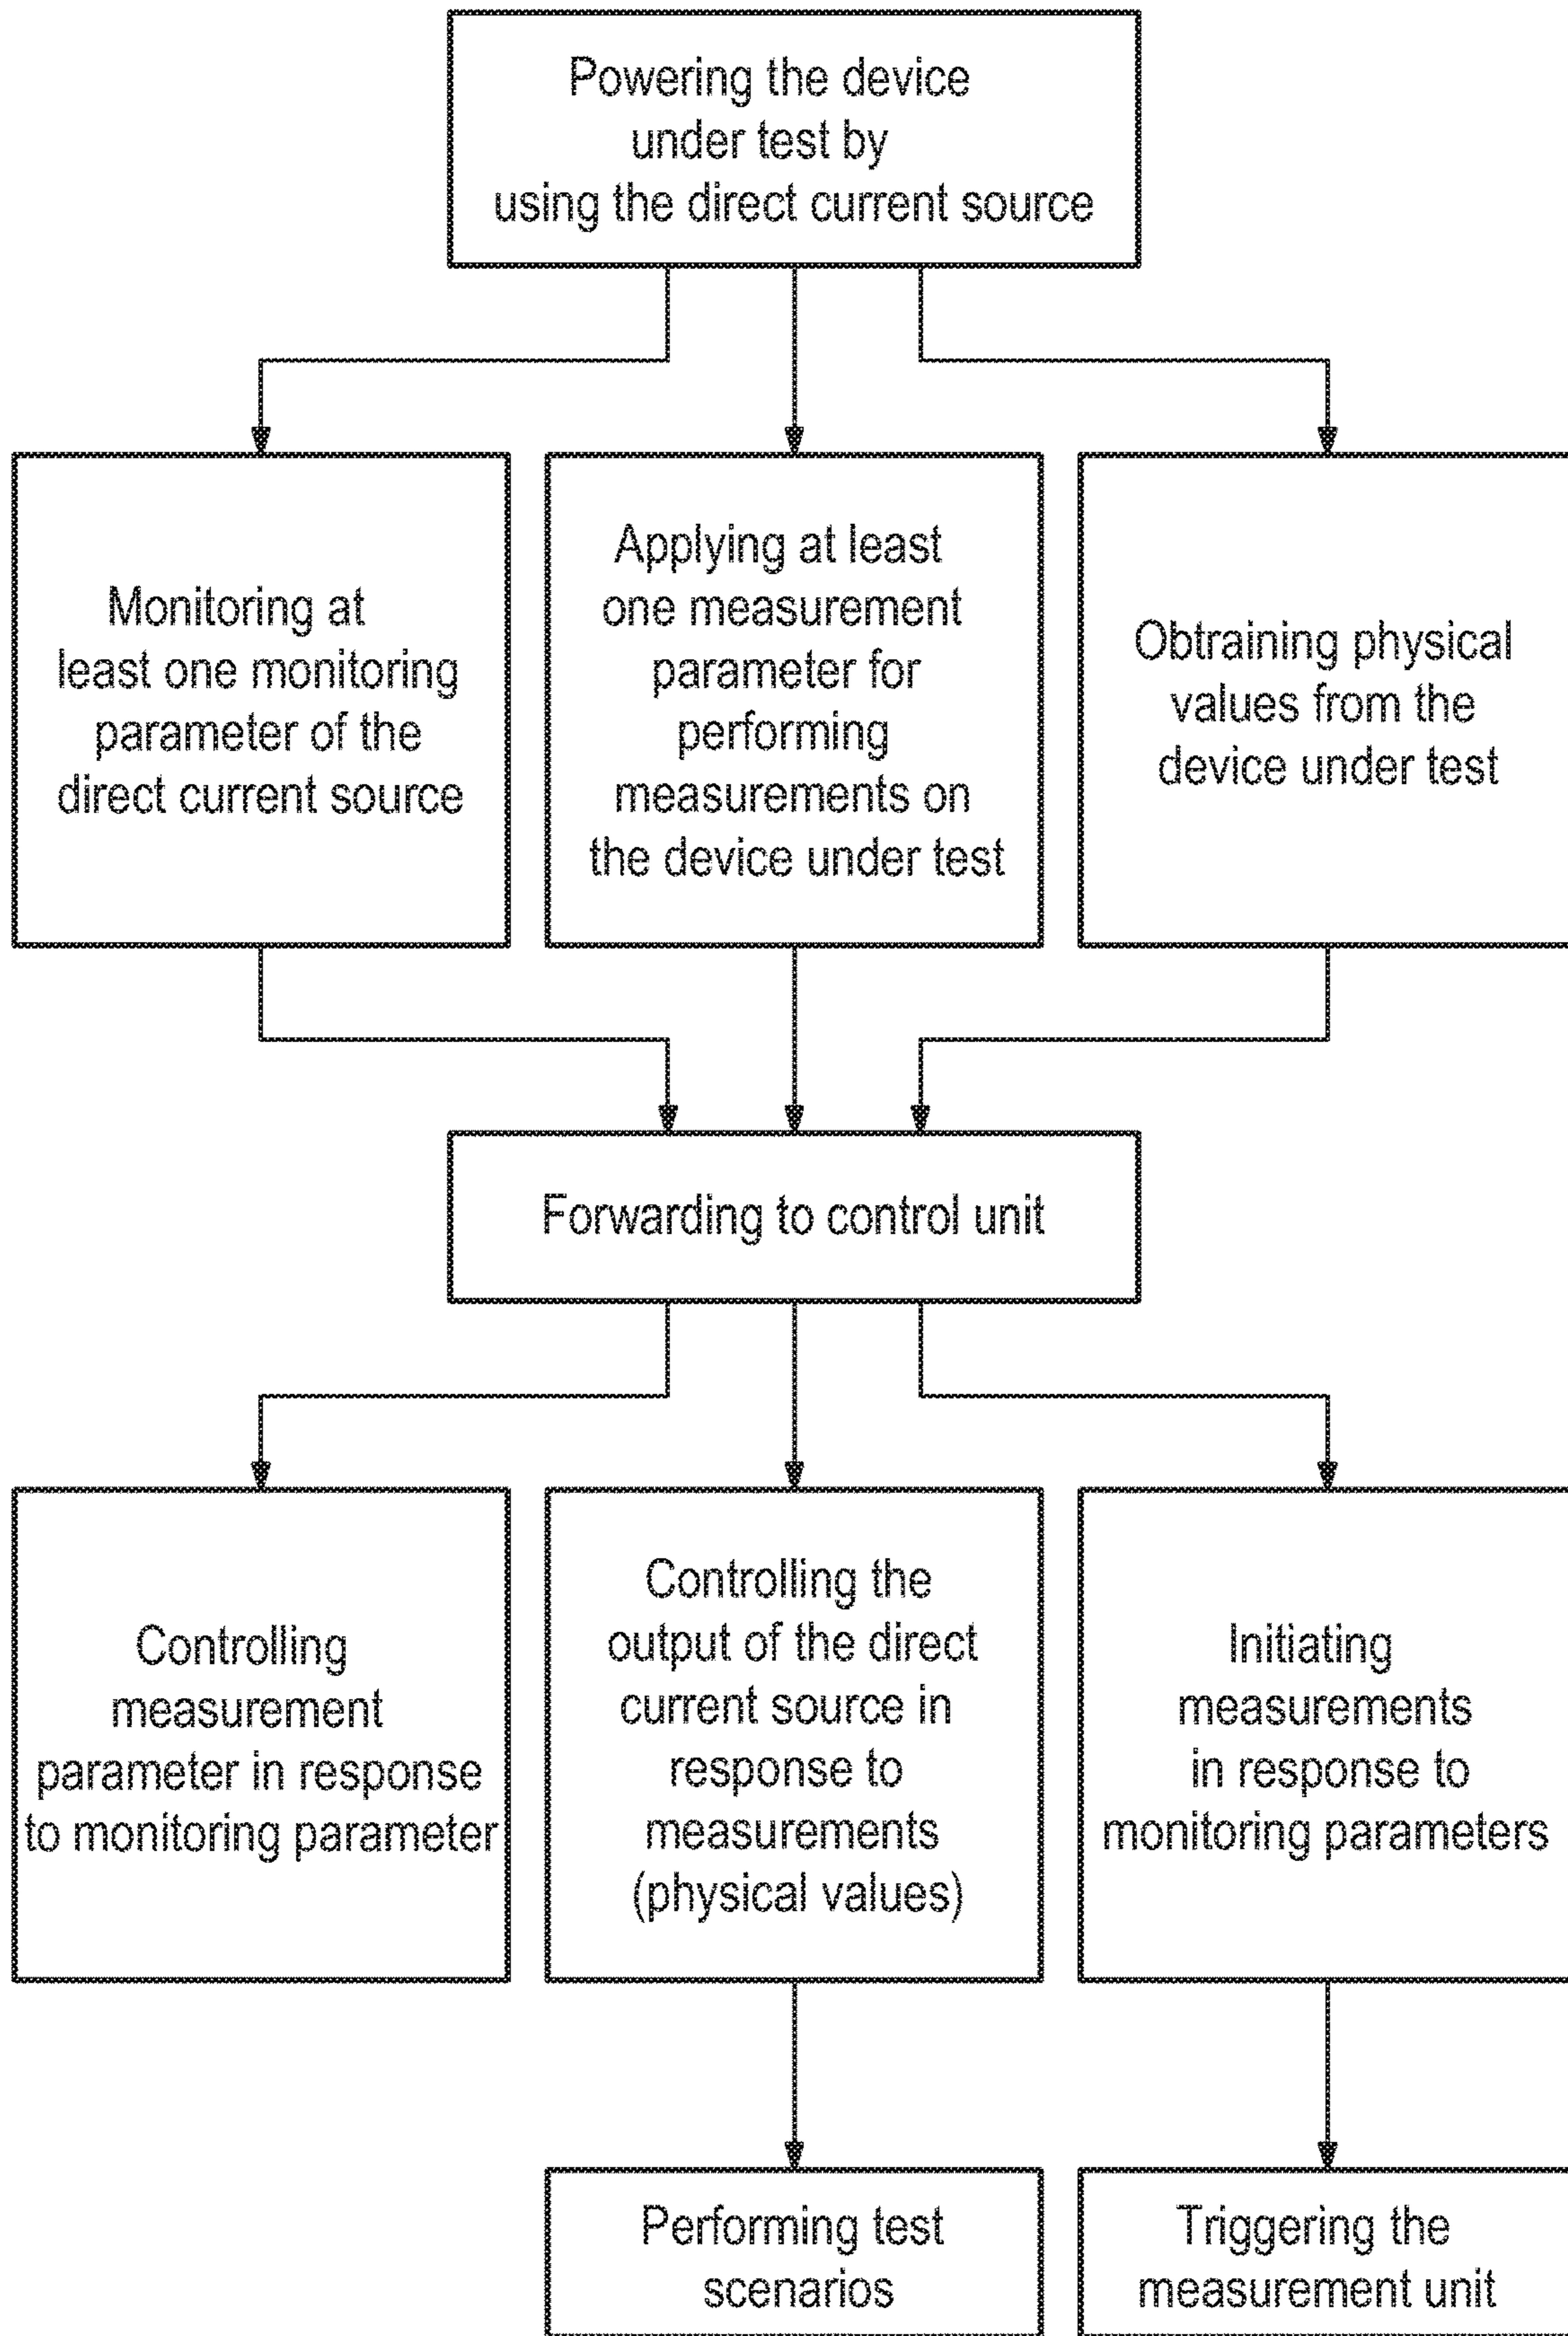 Powering the device
under test by
using the direct current source
Monitoring at
least one monitoring
parameter of the
direct current source
Applying at least
one measurement
parameter for
performing
measurements on
the device under test
Obtraining physical
values from the
device under test
Forwarding to control unit
Controlling
measurement
parameter in response
to monitoring parameter
Controlling the
output of the direct
current source in
response to
measurements
(physical values)
Initiating
measurements
in response to
monitoring parameters
Performing test
scenarios
Triggering the
measurement unit